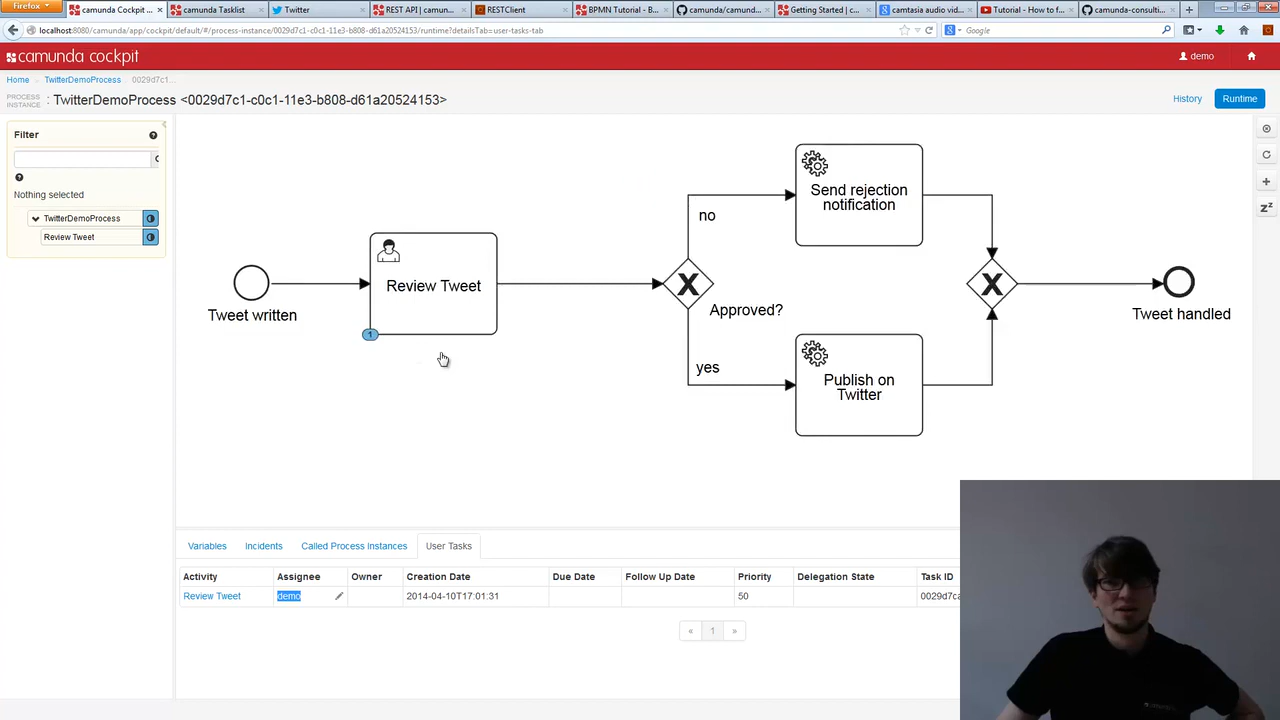 Firefox
camunda Cockpit ...
camunda Tasklist
Twitter
REST API | camun...
RESTClient
BPMN Tutorial - B...
camunda/camund...
Getting Started | c...
camtasia audio vid...
Tutorial - How to f...
camunda-consulti...
localhost:8080/camunda/app/cockpit/default/#/process-instance/0029d7c1-c0c1-11e3-b808-d61a20524153/runtime?detailsTab=user-tasks-tab
Google
camunda Cockpit
demo
Home
TwitterDemoProcess
0029d7c1...
PROCESS INSTANCE : TwitterDemoProcess <0029d7c1-c0c1-11e3-b808-d61a20524153>
History
Runtime
Filter
Nothing selected
TwitterDemoProcess
Review Tweet
Tweet written
Review Tweet
1
no
Approved?
yes
Send rejection
notification
Publish on
Twitter
Tweet handled
Variables
Incidents
Called Process Instances
User Tasks
Activity Assignee Owner Creation Date Due Date Follow Up Date Priority Delegation State Task ID
Review Tweet demo 2014-04-10T17:01:31 50 0029d7ca
« 1 »